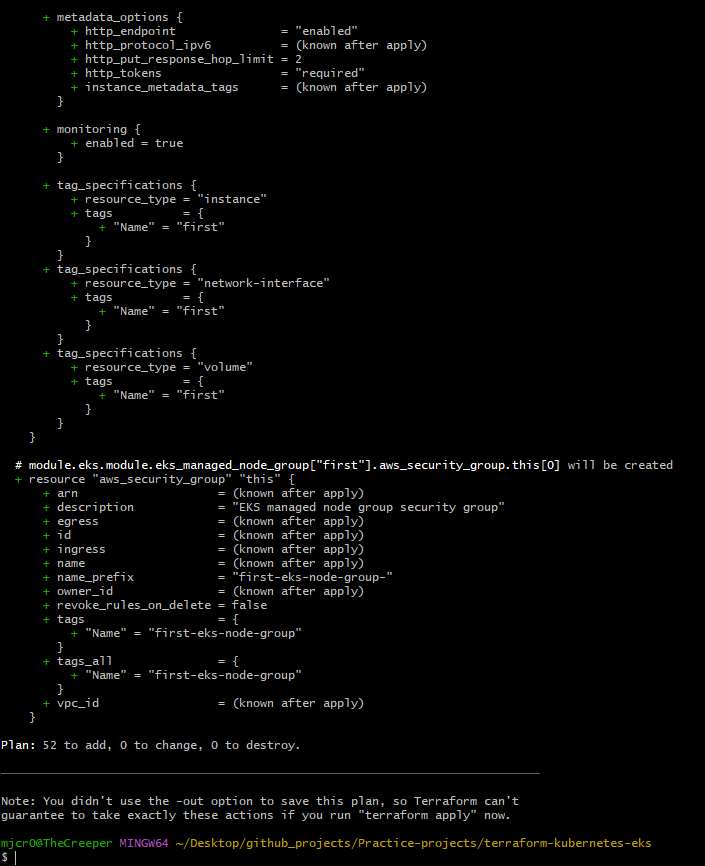 + metadata_options {
          + http_endpoint               = "enabled"
          + http_protocol_ipv6          = (known after apply)
          + http_put_response_hop_limit = 2
          + http_tokens                 = "required"
          + instance_metadata_tags      = (known after apply)
        }

      + monitoring {
          + enabled = true
        }

      + tag_specifications {
          + resource_type = "instance"
          + tags          = {
              + "Name" = "first"
            }
        }
      + tag_specifications {
          + resource_type = "network-interface"
          + tags          = {
              + "Name" = "first"
            }
        }
      + tag_specifications {
          + resource_type = "volume"
          + tags          = {
              + "Name" = "first"
            }
        }
    }

  # module.eks.module.eks_managed_node_group["first"].aws_security_group.this[0] will be created
  + resource "aws_security_group" "this" {
      + arn                    = (known after apply)
      + description            = "EKS managed node group security group"
      + egress                 = (known after apply)
      + id                     = (known after apply)
      + ingress                = (known after apply)
      + name                   = (known after apply)
      + name_prefix            = "first-eks-node-group-"
      + owner_id               = (known after apply)
      + revoke_rules_on_delete = false
      + tags                   = {
          + "Name" = "first-eks-node-group"
        }
      + tags_all               = {
          + "Name" = "first-eks-node-group"
        }
      + vpc_id                 = (known after apply)
    }

Plan: 52 to add, 0 to change, 0 to destroy.

Note: You didn't use the -out option to save this plan, so Terraform can't
guarantee to take exactly these actions if you run "terraform apply" now.

mjcr0@TheCreeper MINGW64 ~/Desktop/github_projects/Practice-projects/terraform-kubernetes-eks
$